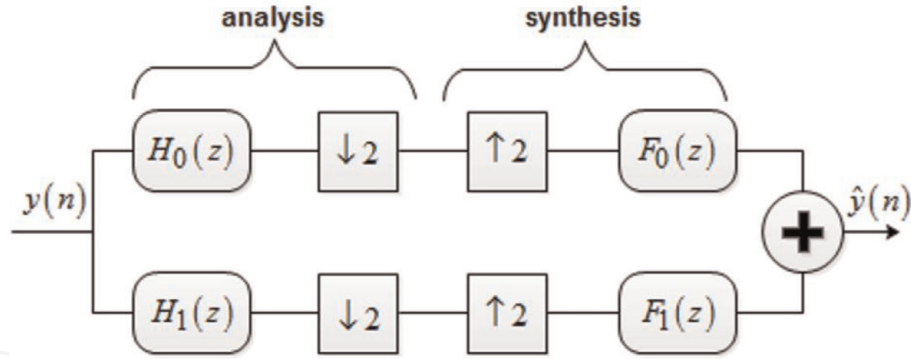 analysis
synthesis
H₀(z)
↓2
↑2
F₀(z)
y(n)
ŷ(n)
H₁(z)
↓2
↑2
F₁(z)